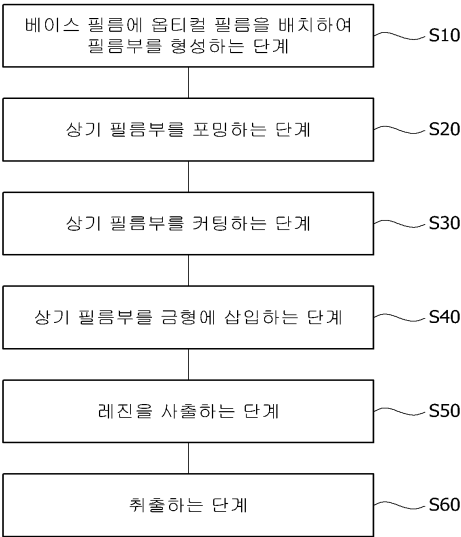 베이스 필름에 옵티컬 필름을 배치하여
필름부를 형성하는 단계
S10
상기 필름부를 포밍하는 단계
S20
상기 필름부를 커팅하는 단계
S30
상기 필름부를 금형에 삽입하는 단계
S40
레진을 사출하는 단계
S50
취출하는 단계
S60